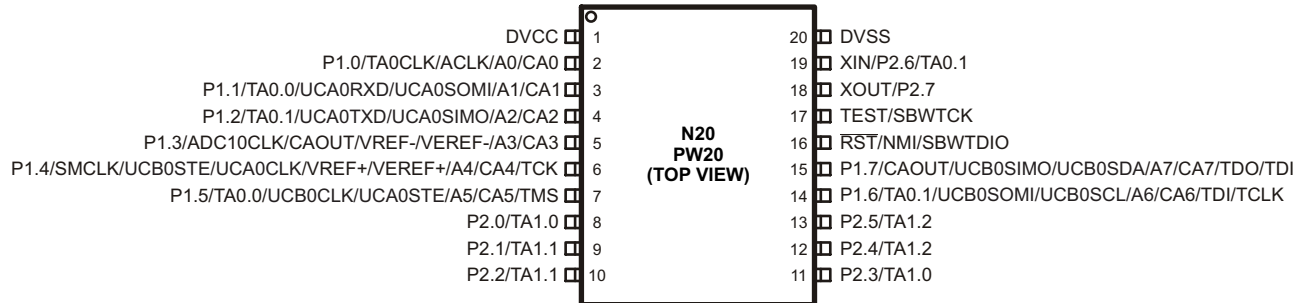 DVCC 1
P1.0/TA0CLK/ACLK/A0/CA0 2
P1.1/TA0.0/UCA0RXD/UCA0SOMI/A1/CA1 3
P1.2/TA0.1/UCA0TXD/UCA0SIMO/A2/CA2 4
P1.3/ADC10CLK/CAOUT/VREF-/VEREF-/A3/CA3 5
P1.4/SMCLK/UCB0STE/UCA0CLK/VREF+/VEREF+/A4/CA4/TCK 6
P1.5/TA0.0/UCB0CLK/UCA0STE/A5/CA5/TMS 7
P2.0/TA1.0 8
P2.1/TA1.1 9
P2.2/TA1.1 10
N20
PW20
(TOP VIEW)
20 DVSS
19 XIN/P2.6/TA0.1
18 XOUT/P2.7
17 TEST/SBWTCK
16 RST/NMI/SBWTDIO
15 P1.7/CAOUT/UCB0SIMO/UCB0SDA/A7/CA7/TDO/TDI
14 P1.6/TA0.1/UCB0SOMI/UCB0SCL/A6/CA6/TDI/TCLK
13 P2.5/TA1.2
12 P2.4/TA1.2
11 P2.3/TA1.0